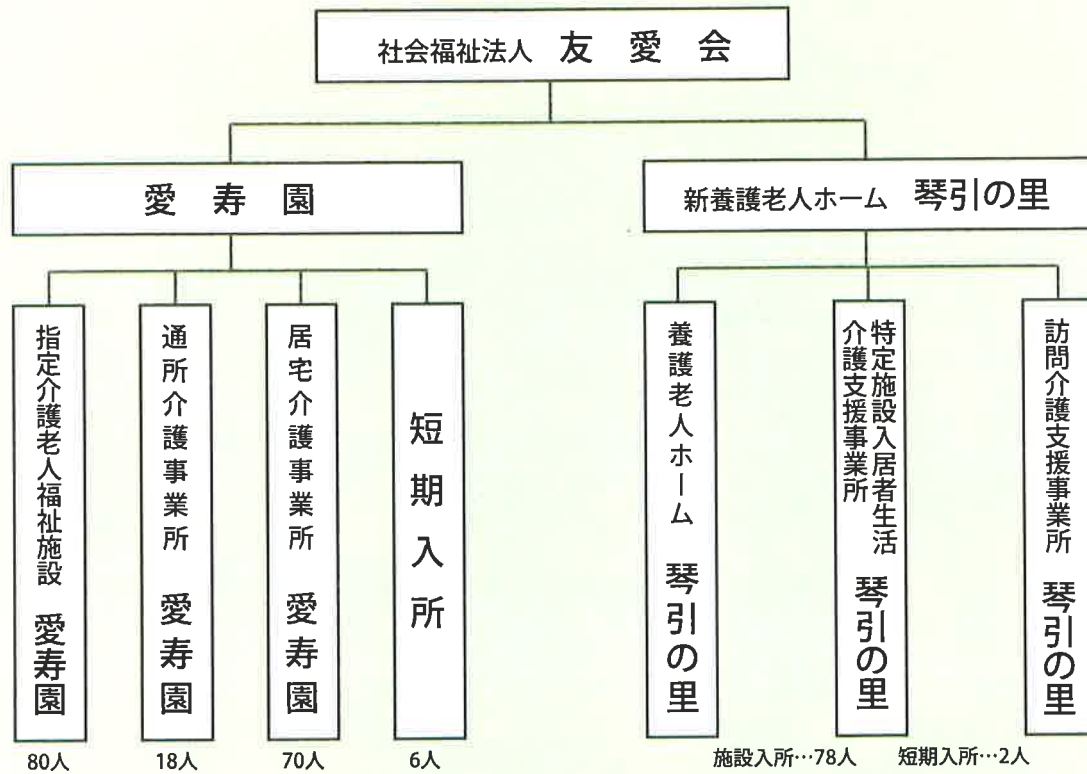 社会福祉法人 友愛会
愛寿園
新養護老人ホーム 琴引の里
指定介護老人福祉施設 愛寿園
通所介護事業所 愛寿園
居宅介護事業所 愛寿園
短期入所
養護老人ホーム 琴引の里
特定施設入居者生活
介護支援事業所 琴引の里
訪問介護支援事業所 琴引の里
80人
18人
70人
6人
施設入所…78人 短期入所…2人